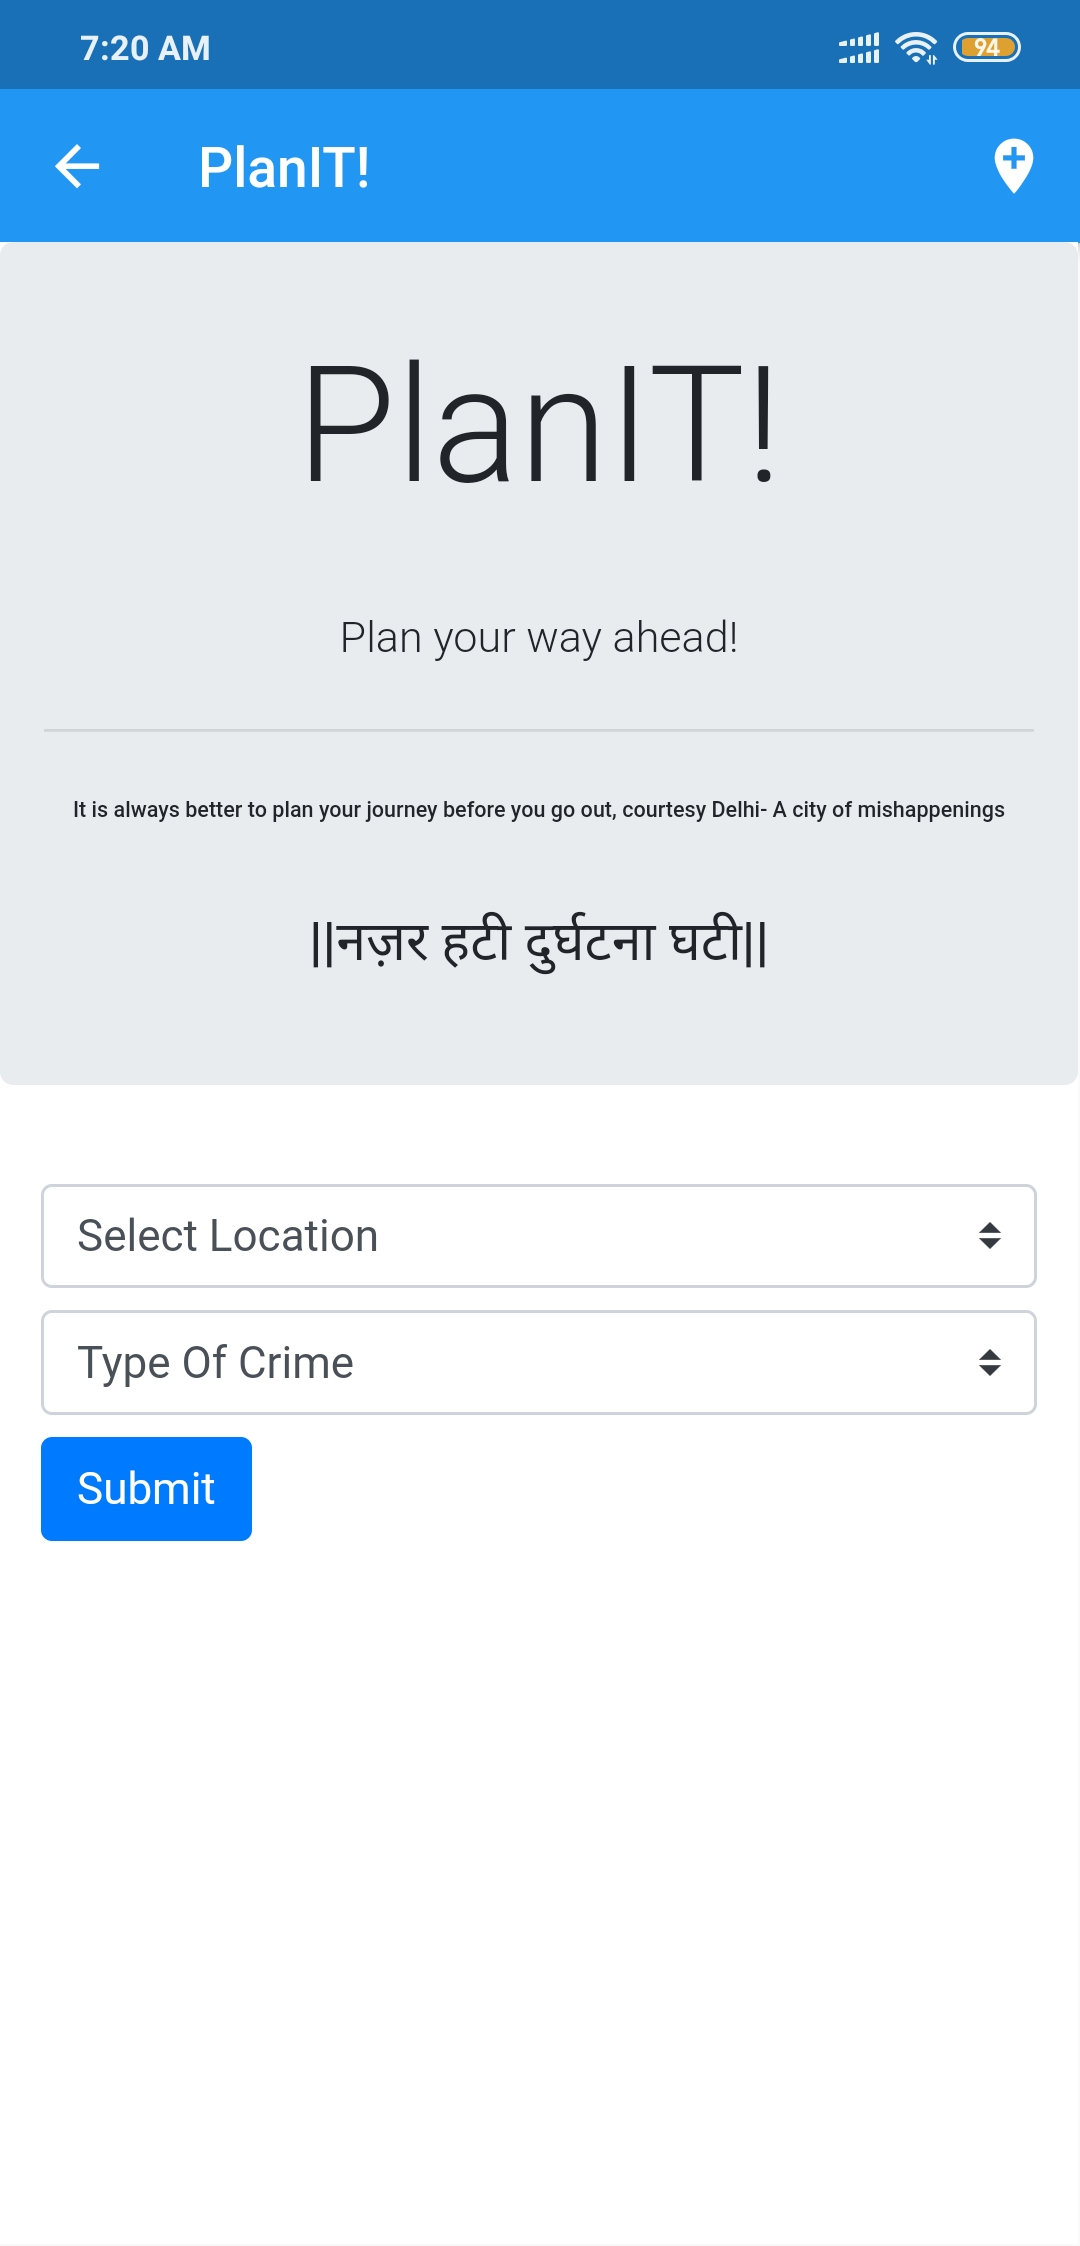 7:20 AM
94
PlanIT!
PlanIT!
Plan your way ahead!
It is always better to plan your journey before you go out, courtesy Delhi- A city of mishappenings
||नज़र हटी दुर्घटना घटी||
Select Location
Type Of Crime
Submit